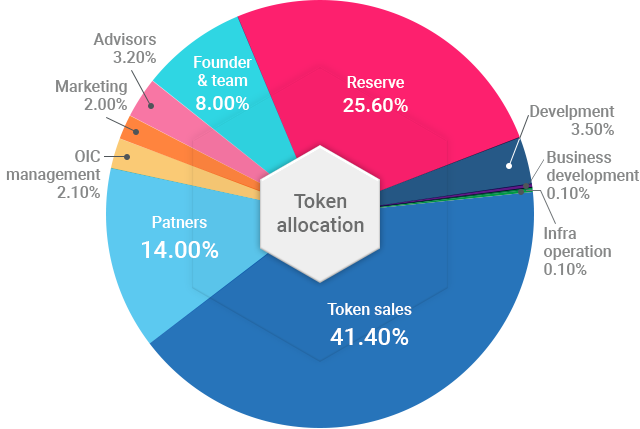 Advisors
3.20%
Founder
& team
8.00%
Reserve
25.60%
Marketing
2.00%
Develpment
3.50%
OIC
management
2.10%
Business
development
0.10%
Token
allocation
Patners
14.00%
Infra
operation
0.10%
Token sales
41.40%